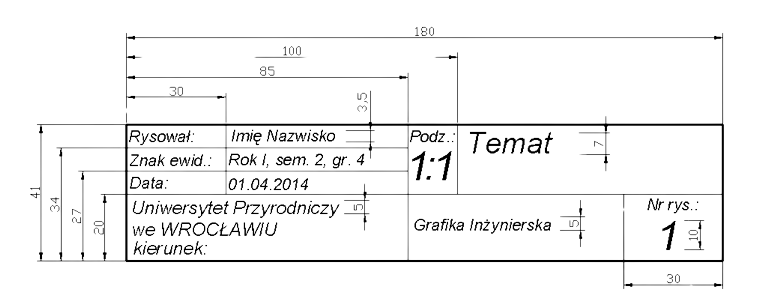 180
100
85
30
3,5
Rysował: Imię Nazwisko Podz.: Temat 7
Znak ewid.: Rok I, sem. 2, gr. 4 1:1
Data: 01.04.2014
41 34 27 20
Uniwersytet Przyrodniczy 5 Nr rys.:
we WROCŁAWIU Grafika Inżynierska 5 1 10
kierunek:
30